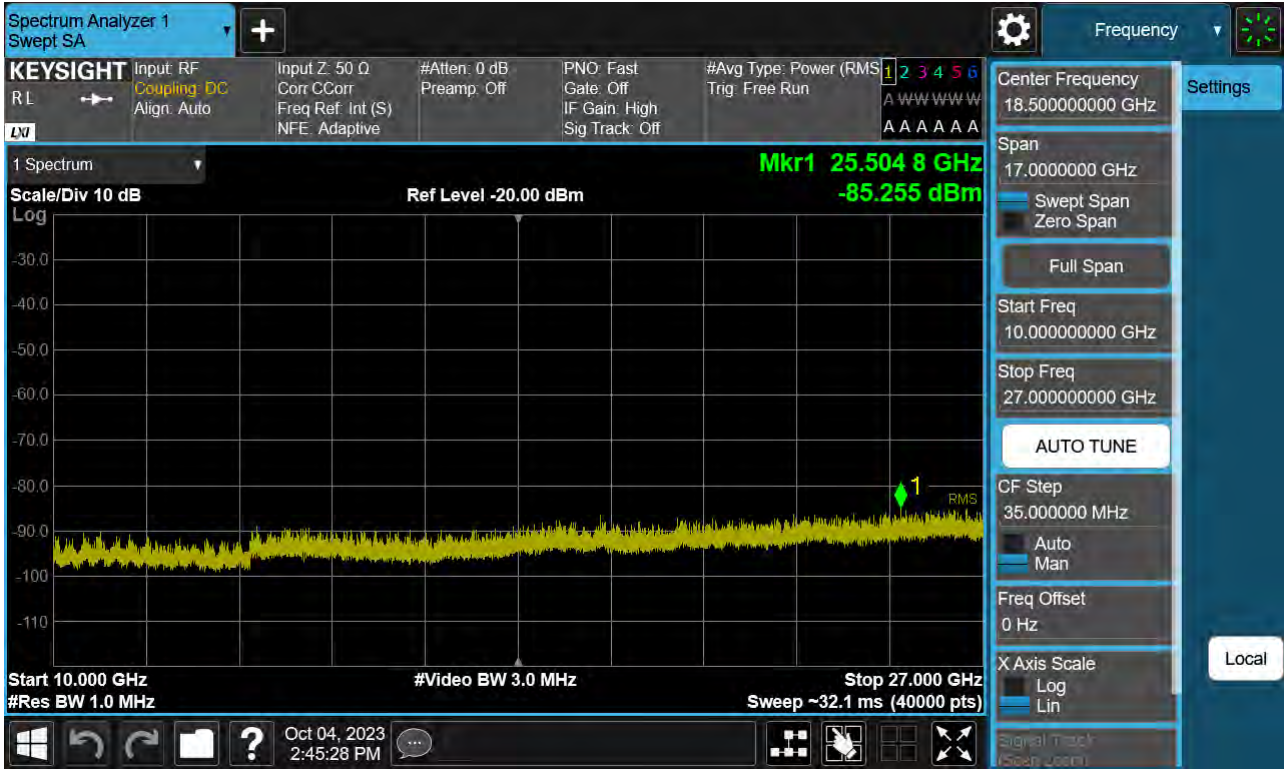 Spectrum Analyzer 1
Swept SA
Frequency
KEYSIGHT
R L
LXI
Input: RF
Coupling: DC
Align: Auto
Input Z: 50 Ω
Corr CCorr
Freq Ref: Int (S)
NFE: Adaptive
#Atten: 0 dB
Preamp: Off
PNO: Fast
Gate: Off
IF Gain: High
Sig Track: Off
#Avg Type: Power (RMS
Trig: Free Run
1 2 3 4 5 6
A W W W W W
A A A A A A
1 Spectrum
Scale/Div 10 dB
Log
Ref Level -20.00 dBm
Mkr1 25.504 8 GHz
-85.255 dBm
-30.0
-40.0
-50.0
-60.0
-70.0
-80.0
-90.0
-100
-110
1
RMS
Start 10.000 GHz
#Res BW 1.0 MHz
#Video BW 3.0 MHz
Stop 27.000 GHz
Sweep ~32.1 ms (40000 pts)
Center Frequency
18.500000000 GHz
Span
17.0000000 GHz
Swept Span
Zero Span
Full Span
Start Freq
10.000000000 GHz
Stop Freq
27.000000000 GHz
AUTO TUNE
CF Step
35.000000 MHz
Auto
Man
Freq Offset
0 Hz
X Axis Scale
Log
Lin
Signal Track
(Span Zoom)
Settings
Local
?
Oct 04, 2023
2:45:28 PM